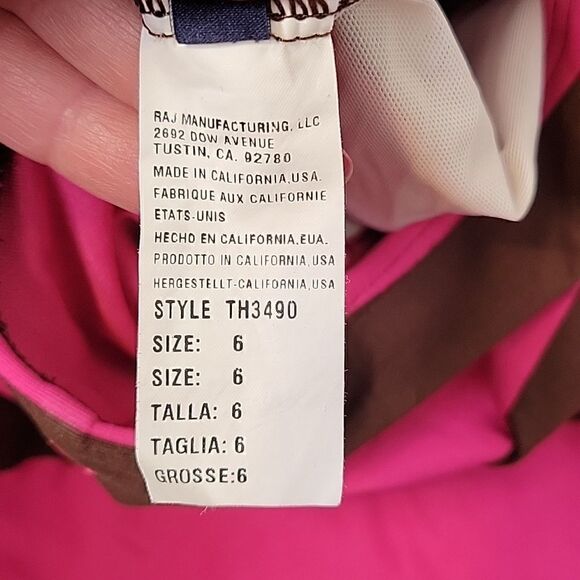 RAJ MANUFACTURING, LLC
2692 DOW AVENUE
TUSTIN, CA. 92780
MADE IN CALIFORNIA,USA.
FABRIQUE AUX CALIFORNIE
ETATS-UNIS
HECHO EN CALIFORNIA.EUA.
PRODOTTO IN CALIFORNIA,USA
HERGESTELLT-CALIFORNIA,USA
STYLE TH3490
SIZE: 6
SIZE: 6
TALLA: 6
TAGLIA: 6
GROSSE:6